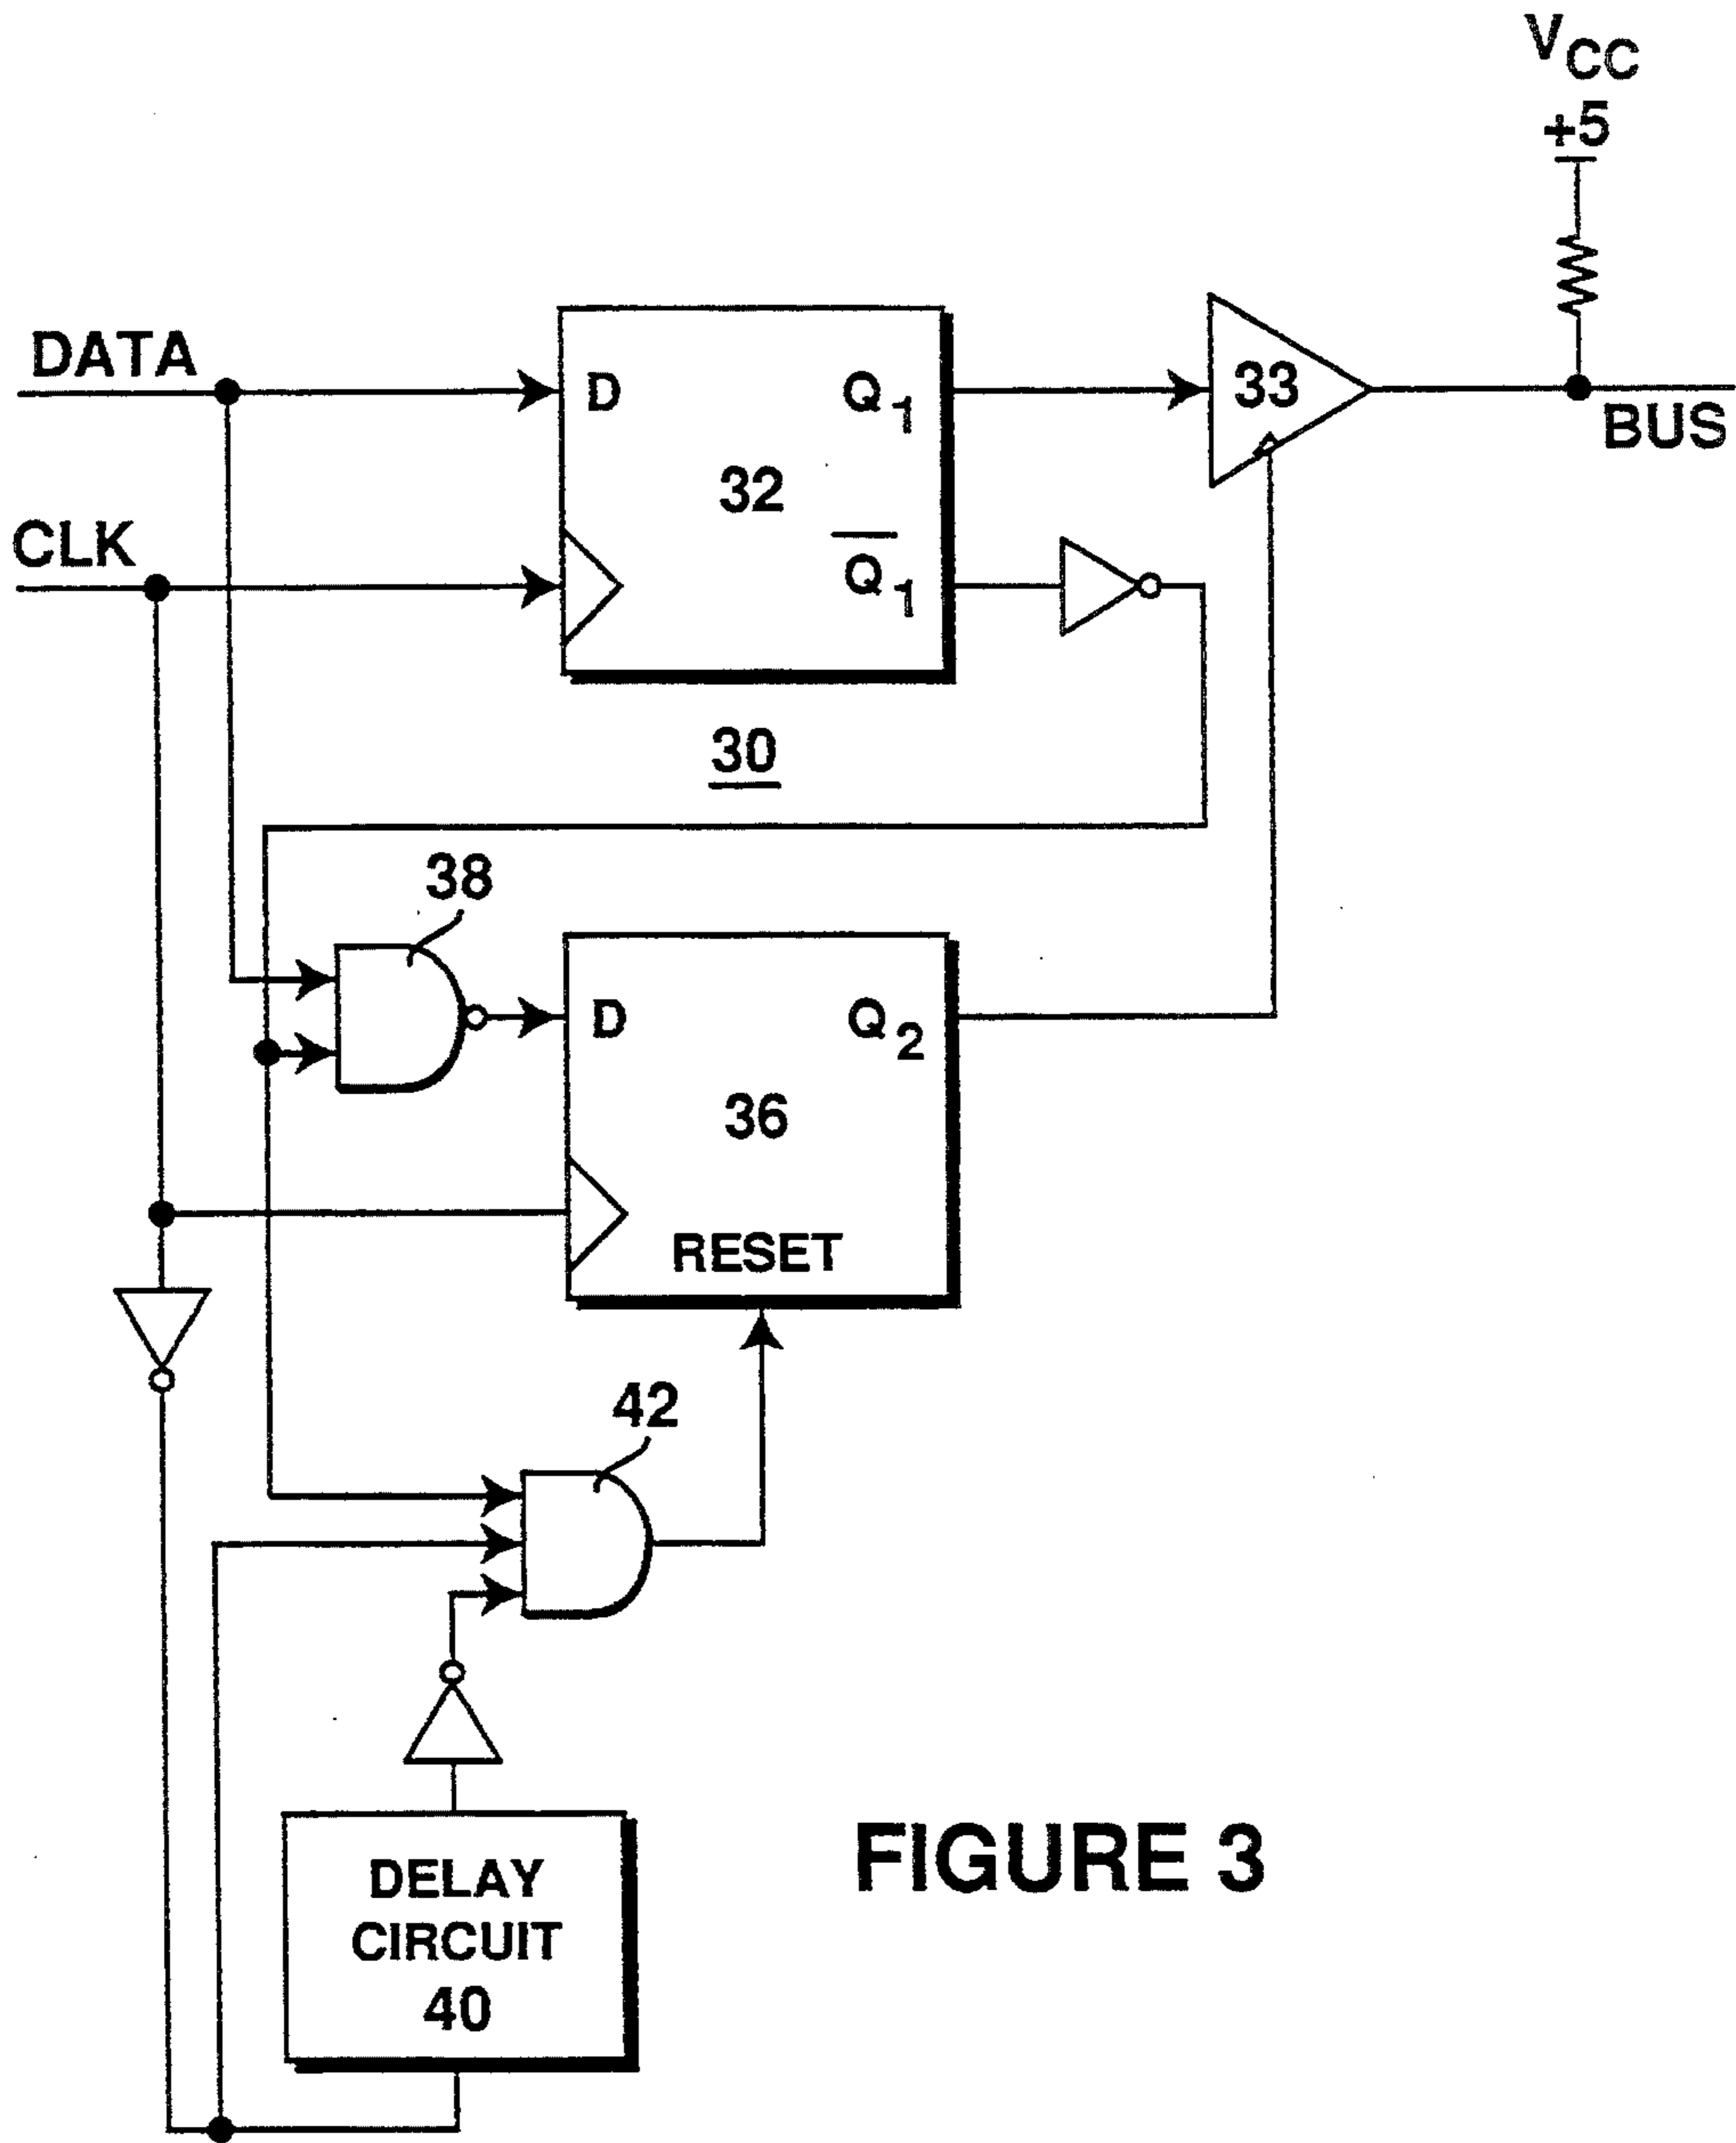 VCC
+5
DATA
D
Q1
33
BUS
32
CLK
Q̅1
30
38
D
Q2
36
RESET
42
DELAY
CIRCUIT
40
FIGURE 3